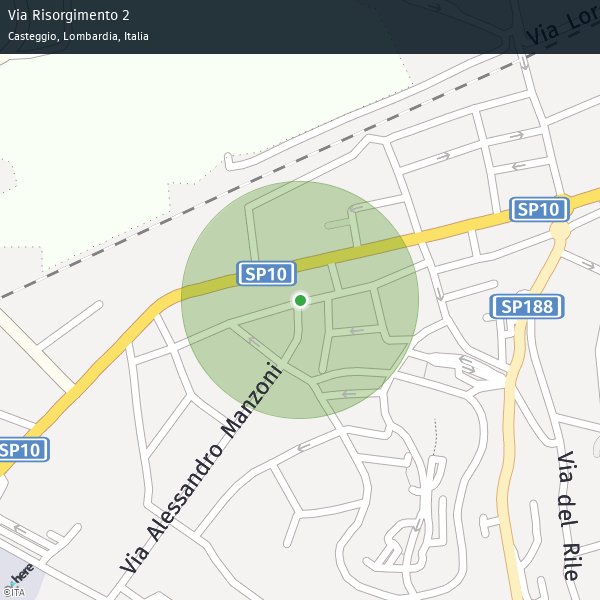 Via Risorgimento 2
Casteggio, Lombardia, Italia
Via Lor
SP10
SP10
SP188
SP10
Via Alessandro Manzoni
Via del Rile
here
©ITA